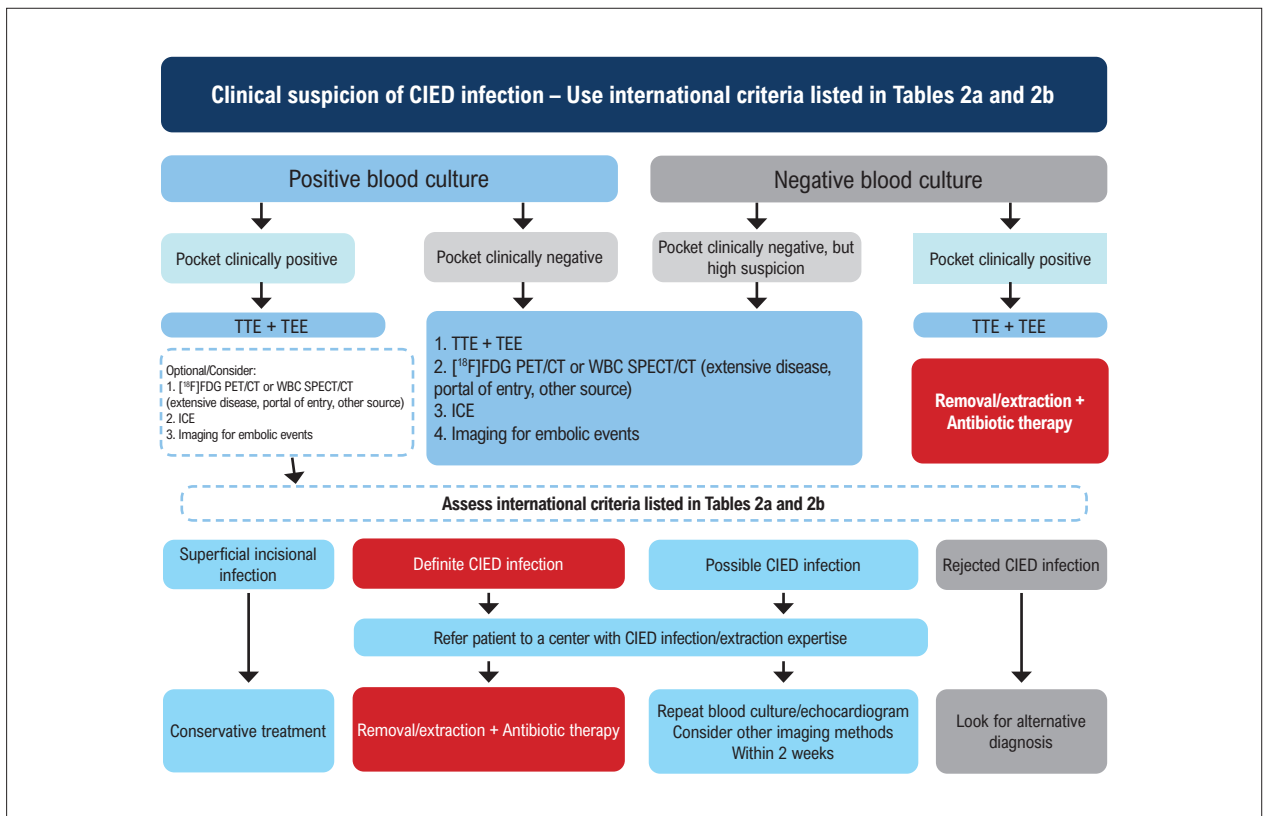 Clinical suspicion of CIED infection – Use international criteria listed in Tables 2a and 2b
Positive blood culture
Negative blood culture
Pocket clinically positive
Pocket clinically negative
Pocket clinically negative, but
high suspicion
Pocket clinically positive
TTE + TEE
Optional/Consider:
1. [¹⁸F]FDG PET/CT or WBC SPECT/CT
(extensive disease, portal of entry, other source)
2. ICE
3. Imaging for embolic events
1. TTE + TEE
2. [¹⁸F]FDG PET/CT or WBC SPECT/CT (extensive disease,
portal of entry, other source)
3. ICE
4. Imaging for embolic events
TTE + TEE
Removal/extraction +
Antibiotic therapy
Assess international criteria listed in Tables 2a and 2b
Superficial incisional
infection
Definite CIED infection
Possible CIED infection
Rejected CIED infection
Refer patient to a center with CIED infection/extraction expertise
Conservative treatment
Removal/extraction + Antibiotic therapy
Repeat blood culture/echocardiogram
Consider other imaging methods
Within 2 weeks
Look for alternative
diagnosis